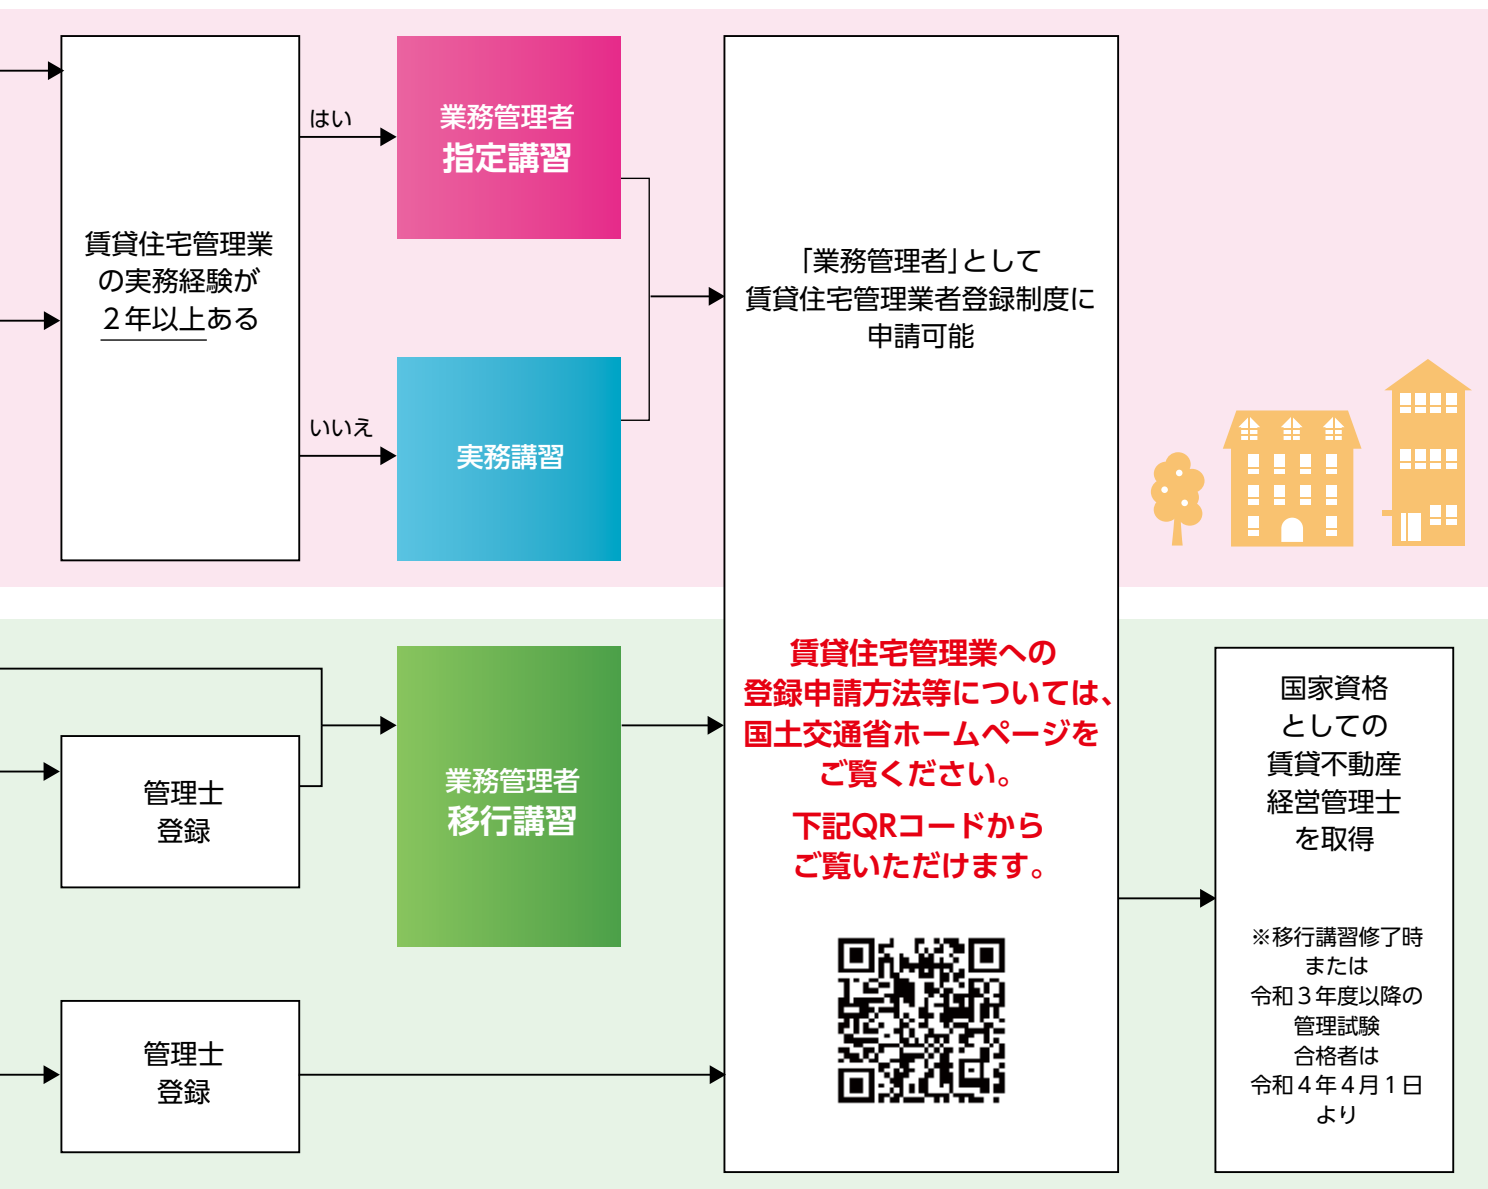 賃貸住宅管理業
の実務経験が
２年以上ある
はい
いいえ
業務管理者
指定講習
実務講習
「業務管理者」として
賃貸住宅管理業者登録制度に
申請可能
管理士
登録
業務管理者
移行講習
管理士
登録
賃貸住宅管理業への
登録申請方法等については、
国土交通省ホームページを
ご覧ください。
下記QRコードから
ご覧いただけます。
国家資格
としての
賃貸不動産
経営管理士
を取得
※移行講習修了時
または
令和３年度以降の
管理試験
合格者は
令和４年４月１日
より